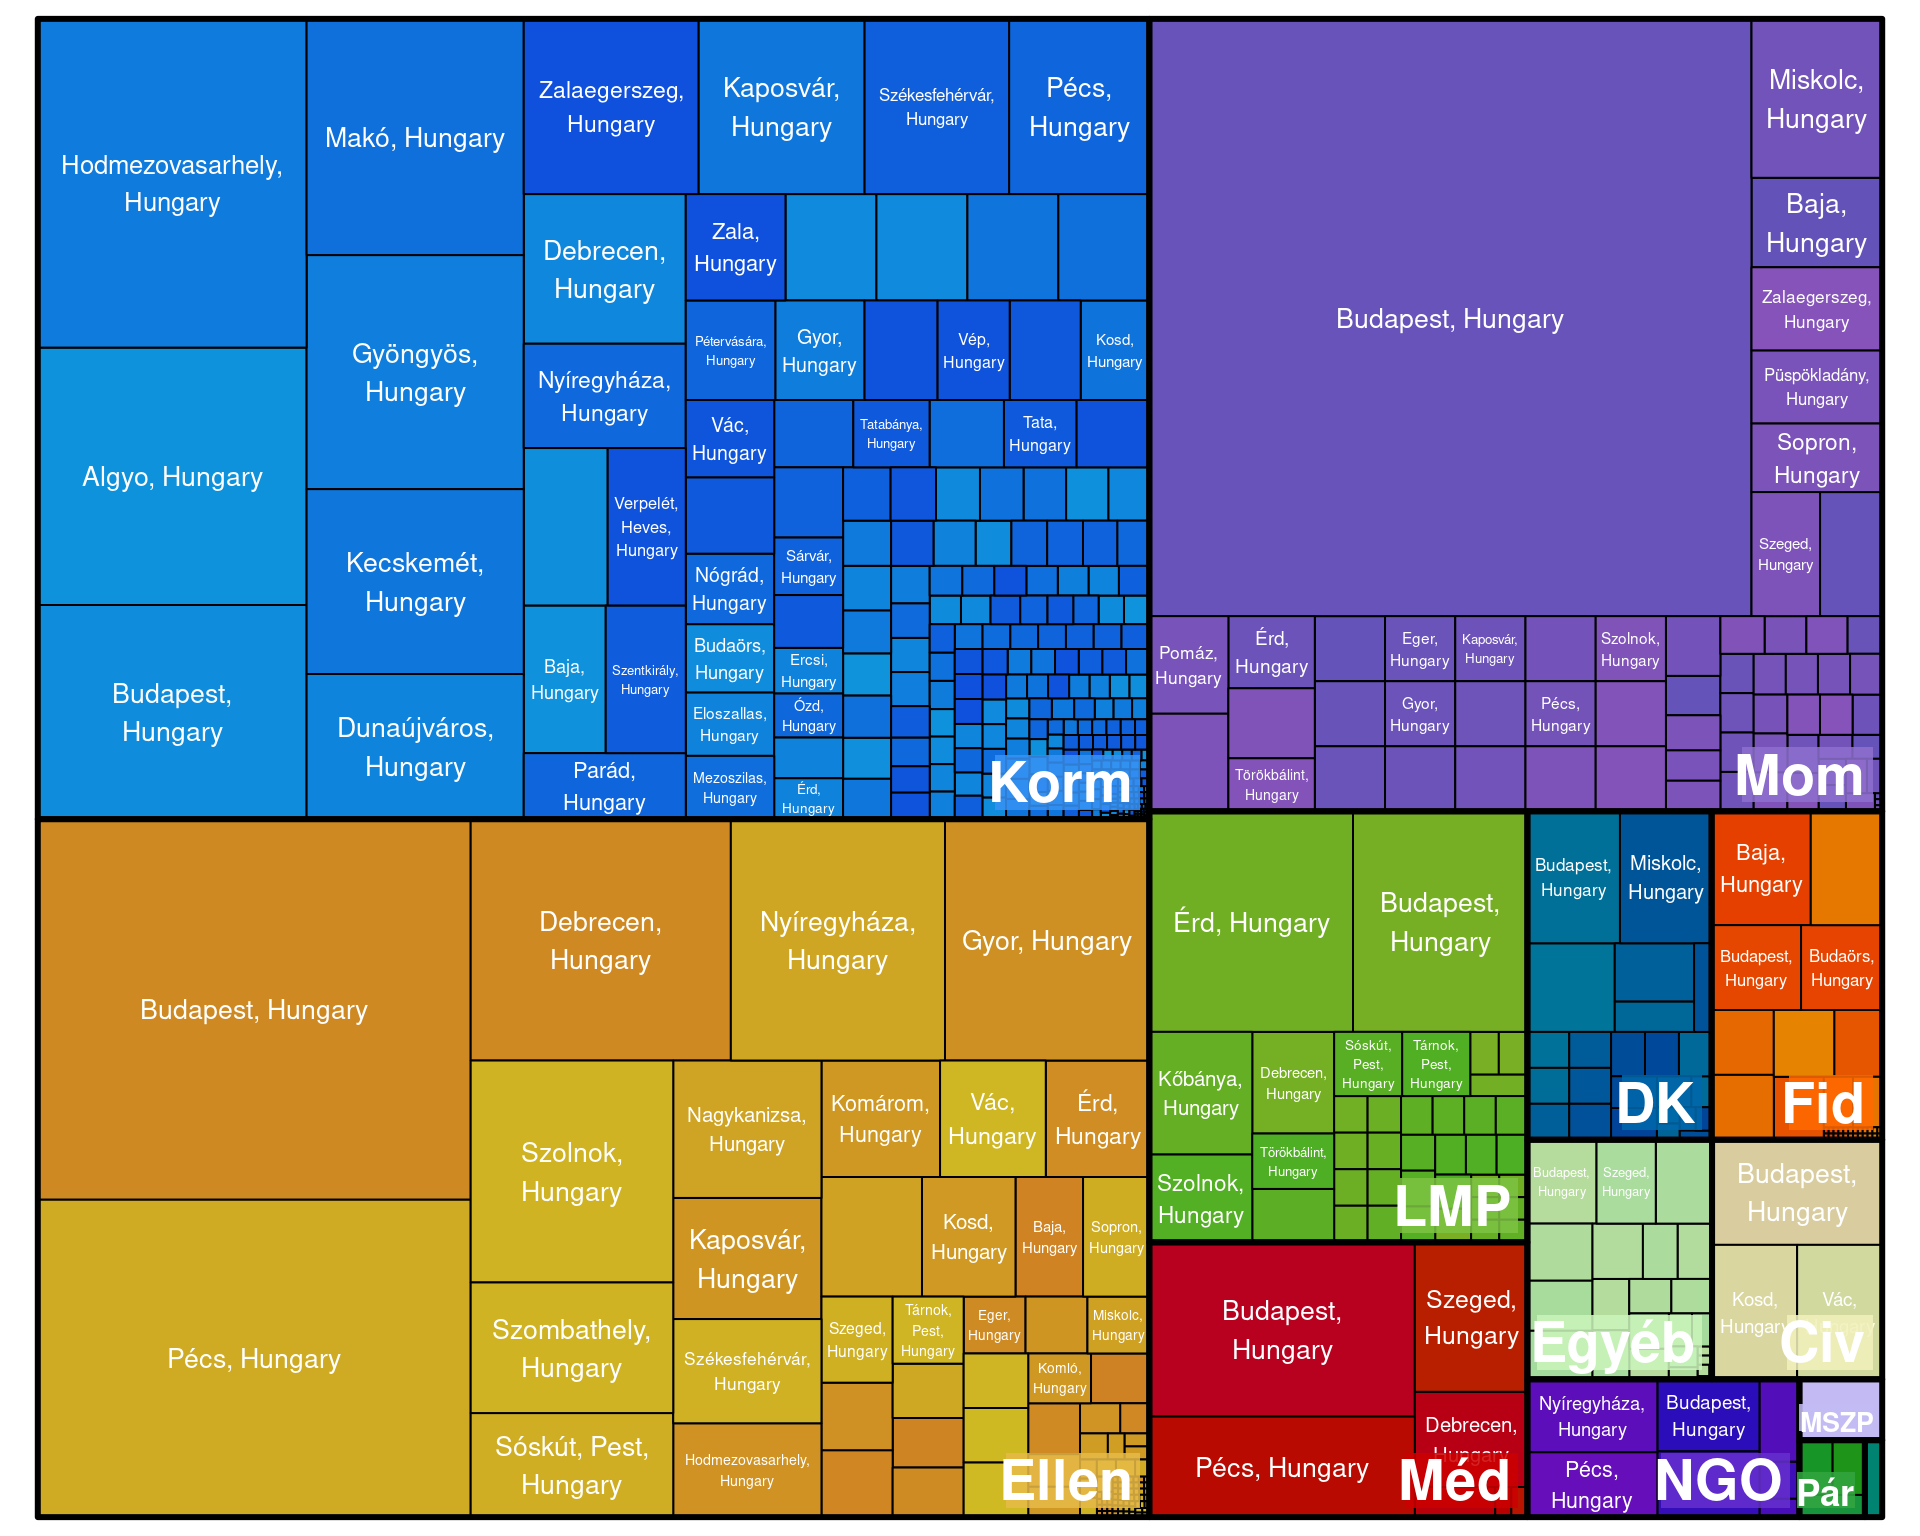 Hodmezovasarhely,
Hungary
Algyo, Hungary
Budapest,
Hungary
Makó, Hungary
Gyöngyös,
Hungary
Kecskemét,
Hungary
Dunaújváros,
Hungary
Zalaegerszeg,
Hungary
Kaposvár,
Hungary
Székesfehérvár,
Hungary
Pécs,
Hungary
Debrecen,
Hungary
Nyíregyháza,
Hungary
Verpelét,
Heves,
Hungary
Baja,
Hungary
Szentkirály,
Hungary
Parád,
Hungary
Zala,
Hungary
Pétervására,
Hungary
Gyor,
Hungary
Vép,
Hungary
Kosd,
Hungary
Vác,
Hungary
Tatabánya,
Hungary
Tata,
Hungary
Nógrád,
Hungary
Sárvár,
Hungary
Budaörs,
Hungary
Ercsi,
Hungary
Eloszallas,
Hungary
Ózd,
Hungary
Mezoszilas,
Hungary
Érd,
Hungary
Korm
Budapest, Hungary
Miskolc,
Hungary
Baja,
Hungary
Zalaegerszeg,
Hungary
Püspökladány,
Hungary
Sopron,
Hungary
Szeged,
Hungary
Pomáz,
Hungary
Érd,
Hungary
Törökbálint,
Hungary
Eger,
Hungary
Kaposvár,
Hungary
Szolnok,
Hungary
Gyor,
Hungary
Pécs,
Hungary
Mom
Budapest, Hungary
Pécs, Hungary
Debrecen,
Hungary
Nyíregyháza,
Hungary
Gyor, Hungary
Szolnok,
Hungary
Szombathely,
Hungary
Sóskút, Pest,
Hungary
Nagykanizsa,
Hungary
Kaposvár,
Hungary
Székesfehérvár,
Hungary
Hodmezovasarhely,
Hungary
Komárom,
Hungary
Vác,
Hungary
Érd,
Hungary
Kosd,
Hungary
Baja,
Hungary
Sopron,
Hungary
Szeged,
Hungary
Tárnok,
Pest,
Hungary
Eger,
Hungary
Miskolc,
Hungary
Komló,
Hungary
Ellen
Érd, Hungary
Budapest,
Hungary
Kőbánya,
Hungary
Szolnok,
Hungary
Debrecen,
Hungary
Törökbálint,
Hungary
Sóskút,
Pest,
Hungary
Tárnok,
Pest,
Hungary
LMP
Budapest,
Hungary
Miskolc,
Hungary
DK
Baja,
Hungary
Budapest,
Hungary
Budaörs,
Hungary
Fid
Budapest,
Hungary
Pécs, Hungary
Szeged,
Hungary
Debrecen,
Hungary
Méd
Budapest,
Hungary
Szeged,
Hungary
Egyéb
Budapest,
Hungary
Kosd,
Hungary
Vác,
Hungary
Civ
Nyíregyháza,
Hungary
Budapest,
Hungary
Pécs,
Hungary
NGO
MSZP
Pár